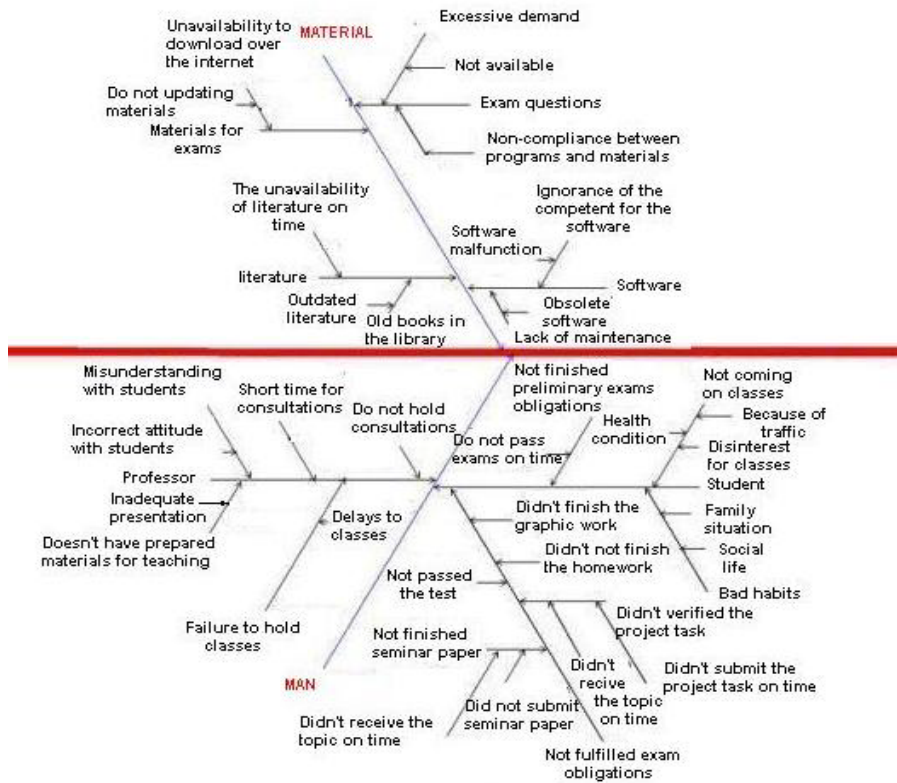 Excessive demand
Unavailability to
download over
the internet
MATERIAL
Not available
Do not updating
materials
Exam questions
Materials for
exams
Non-compliance between
programs and materials
The unavailability
of literature on
time
Ignorance of the
competent for the
software
Software
malfunction
literature
Software
Outdated
literature
Obsolete
software
Old books in
the library
Lack of maintenance
Misunderstanding
with students
Short time for
consultations
Not finished
preliminary exams
obligations
Not coming
on classes
Do not hold
consultations
Health
condition
Because of
traffic
Incorrect attitude
with students
Do not pass
exams on time
Disinterest
for classes
Professor
Student
Inadequate
presentation
Delays to
classes
Didn't finish the
graphic work
Family
situation
Doesn't have prepared
materials for teaching
Didn't not finish
the homework
Social
life
Not passed
the test
Bad habits
Failure to hold
classes
Not finished
seminar paper
Didn't verified the
project task
MAN
Didn't
recive
the topic
on time
Didn't submit the
project task on time
Didn't receive the
topic on time
Did not submit
seminar paper
Not fulfilled exam
obligations